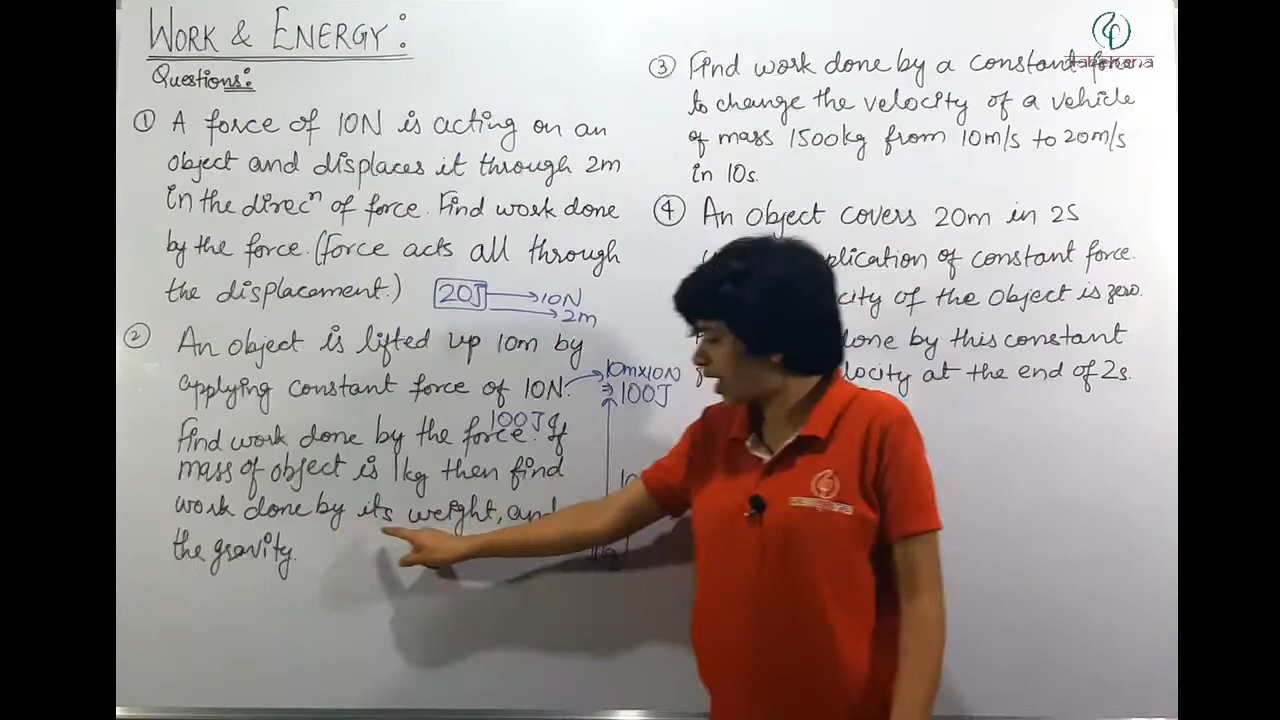 WORK & ENERGY:
Questions:
① A force of 10N is acting on an
object and displaces it through 2m
in the direcⁿ of force. Find work done
by the force. (force acts all through
the displacement.) 20J 10N
2m
② An object is lifted up 10m by
applying constant force of 10N. 10m×10N
⇒ 100J
100J
Find work done by the force. If
mass of object is 1kg then find
work done by its weight, and
the gravity.
③ Find work done by a constant force
to change the velocity of a vehicle
of mass 1500kg from 10m/s to 20m/s
in 10s.
④ An object covers 20m in 2s
plication of constant force.
city of the object is zero.
done by this constant
locity at the end of 2s.